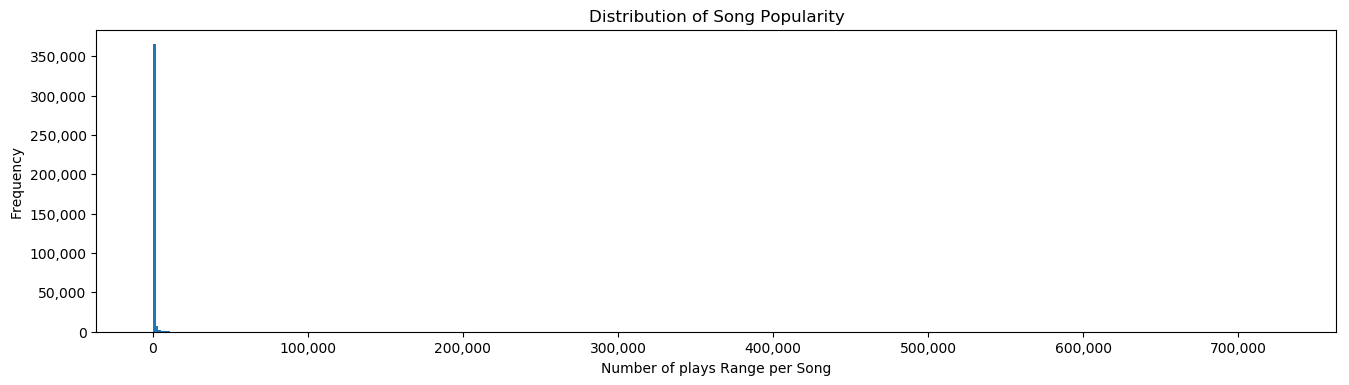 Distribution of Song Popularity
350,000
300,000
250,000
200,000
150,000
100,000
50,000
0
Frequency
0 100,000 200,000 300,000 400,000 500,000 600,000 700,000
Number of plays Range per Song